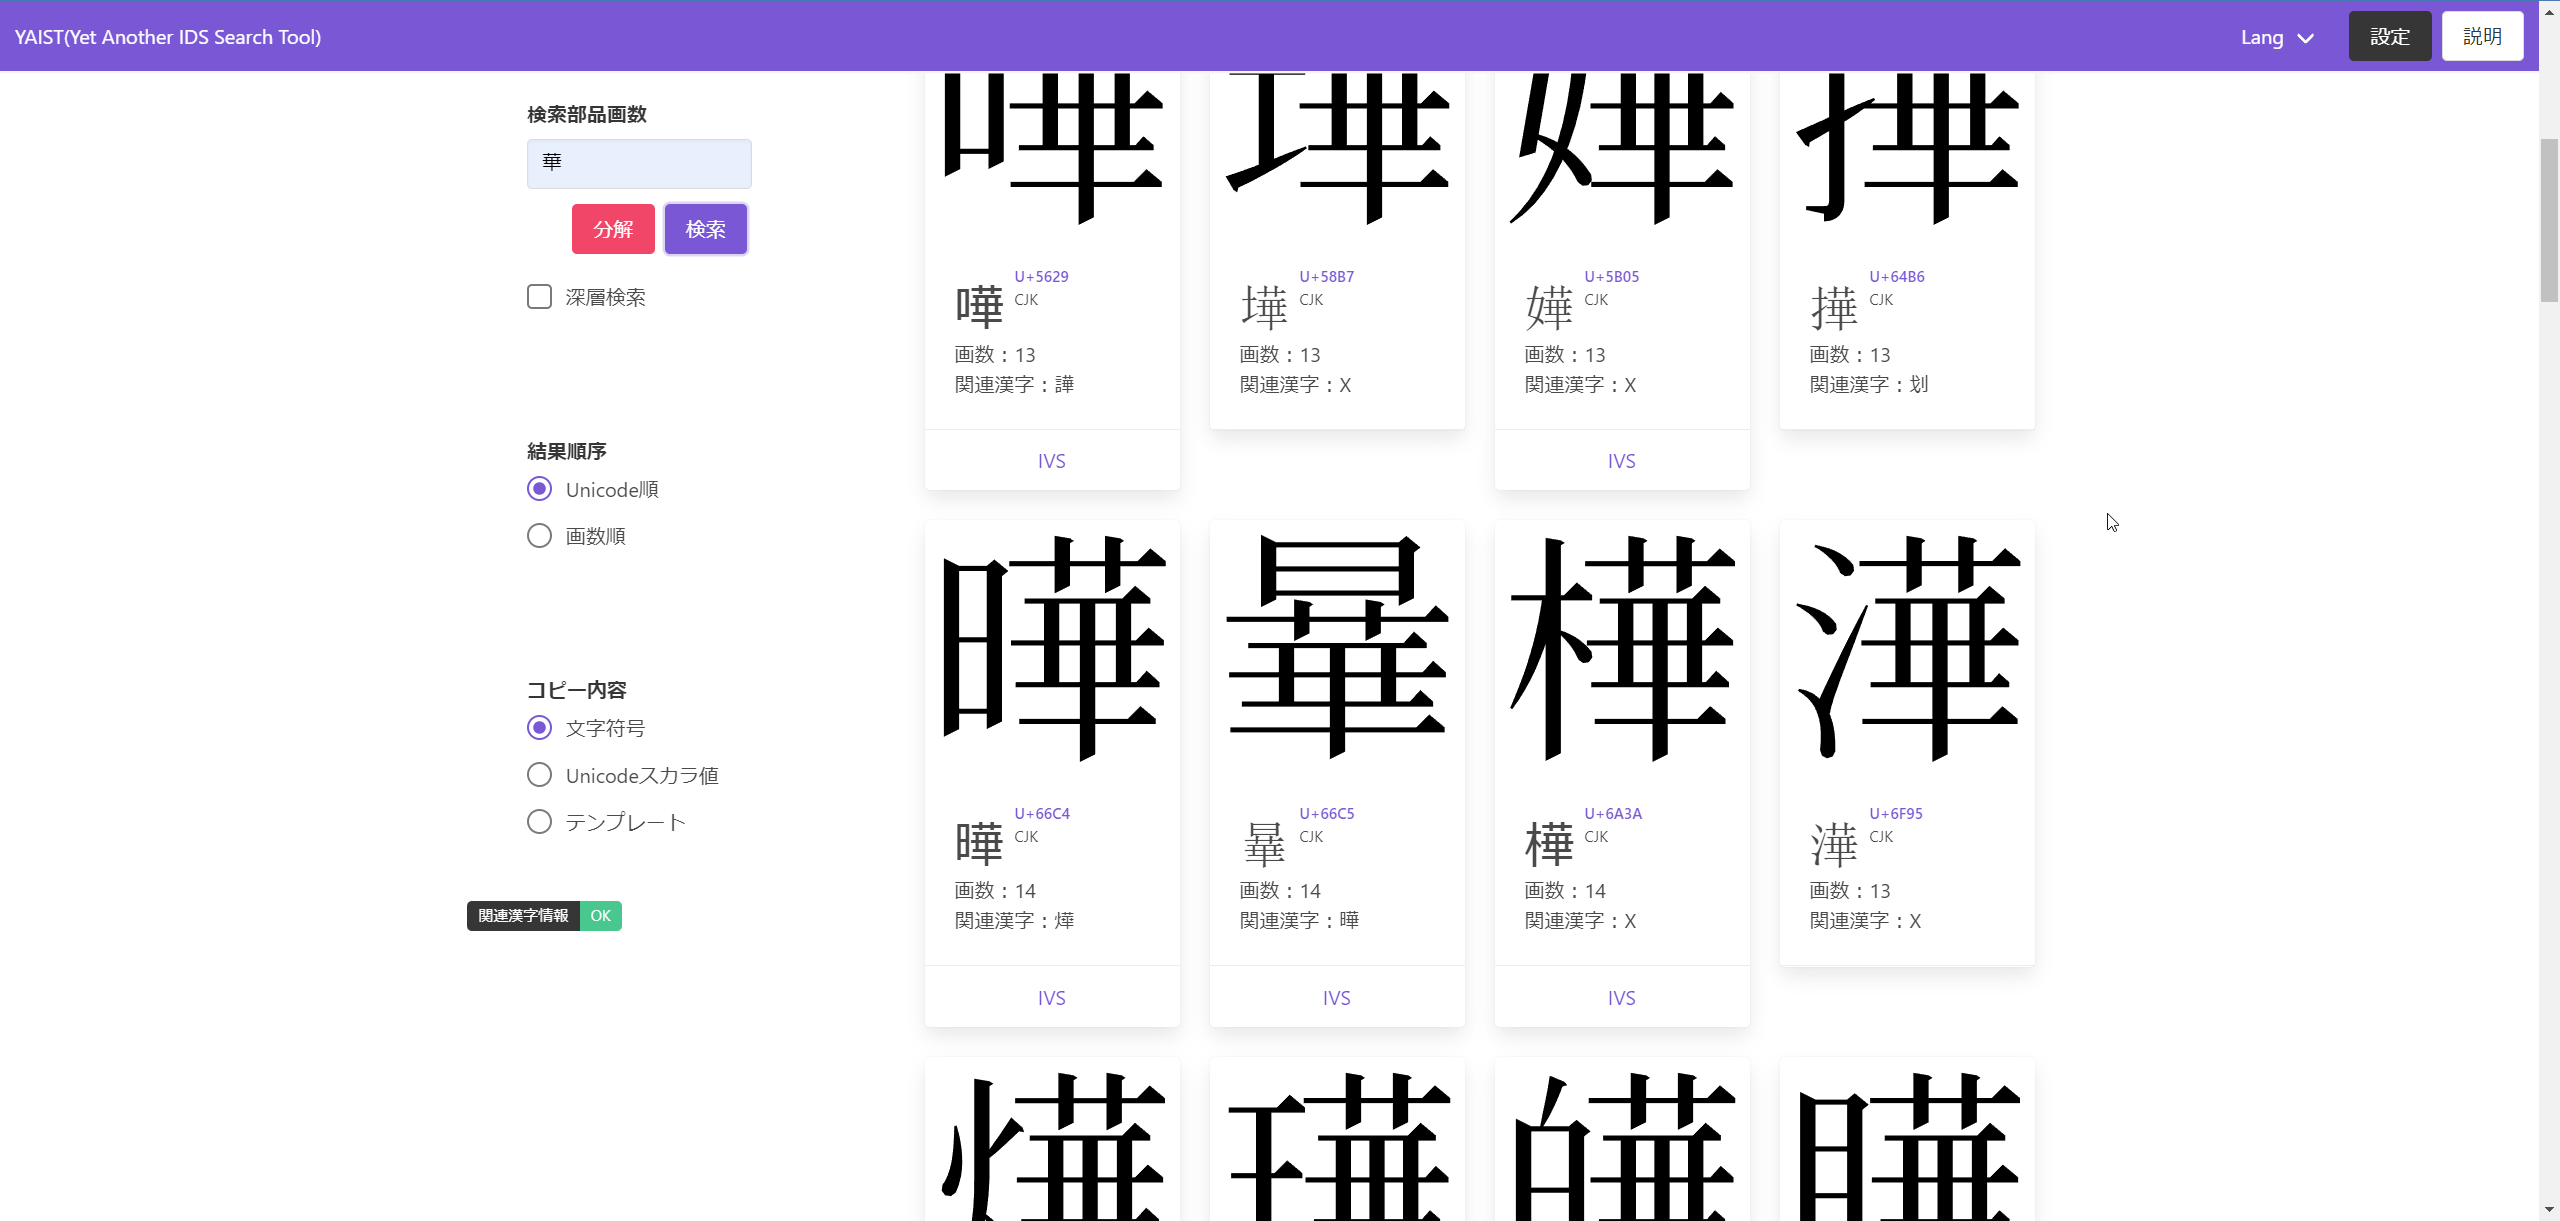 YAIST(Yet Another IDS Search Tool)
Lang
設定
説明
検索部品画数
華
分解
検索
深層検索
結果順序
Unicode順
画数順
コピー内容
文字符号
Unicodeスカラ値
テンプレート
関連漢字情報 OK
嘩
墷
嬅
撶
嘩
U+5629
CJK
画数：13
関連漢字：譁
IVS
墷
U+58B7
CJK
画数：13
関連漢字：X
嬅
U+5B05
CJK
画数：13
関連漢字：X
IVS
撶
U+64B6
CJK
画数：13
関連漢字：划
曄
曅
樺
澕
曄
U+66C4
CJK
画数：14
関連漢字：燁
IVS
曅
U+66C5
CJK
画数：14
関連漢字：曄
IVS
樺
U+6A3A
CJK
画数：14
関連漢字：X
IVS
澕
U+6F95
CJK
画数：13
関連漢字：X
燁
璍
皣